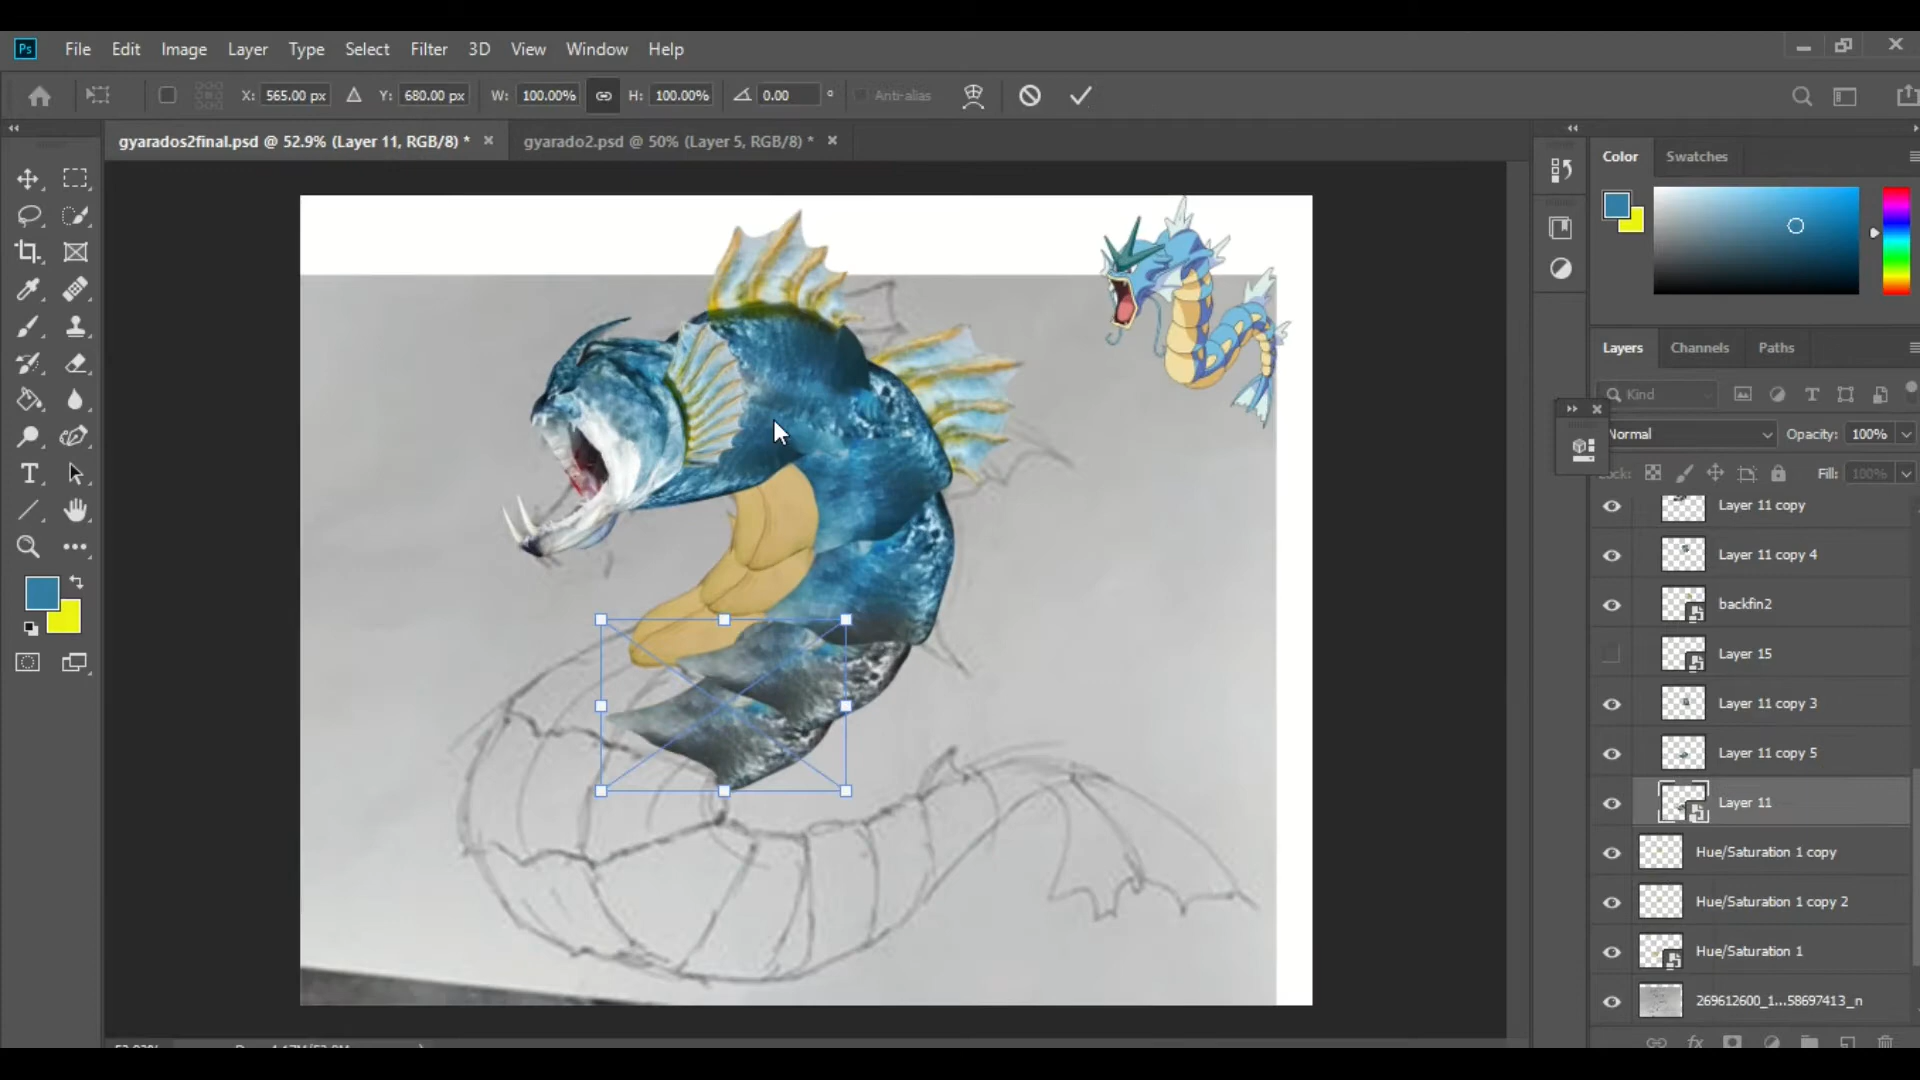 Ps File Edit Image Layer Type Select Filter 3D View Window Help
X: 565.00 px Y: 680.00 px W: 100.00% H: 100.00% 0.00 ° Anti-alias
gyarados2final.psd @ 52.9% (Layer 11, RGB/8) * gyarado2.psd @ 50% (Layer 5, RGB/8) *
Color Swatches
Layers Channels Paths
Kind
Normal Opacity: 100%
Fill: 100%
Layer 11 copy
Layer 11 copy 4
backfin2
Layer 15
Layer 11 copy 3
Layer 11 copy 5
Layer 11
Hue/Saturation 1 copy
Hue/Saturation 1 copy 2
Hue/Saturation 1
269612600_1...58697413_n